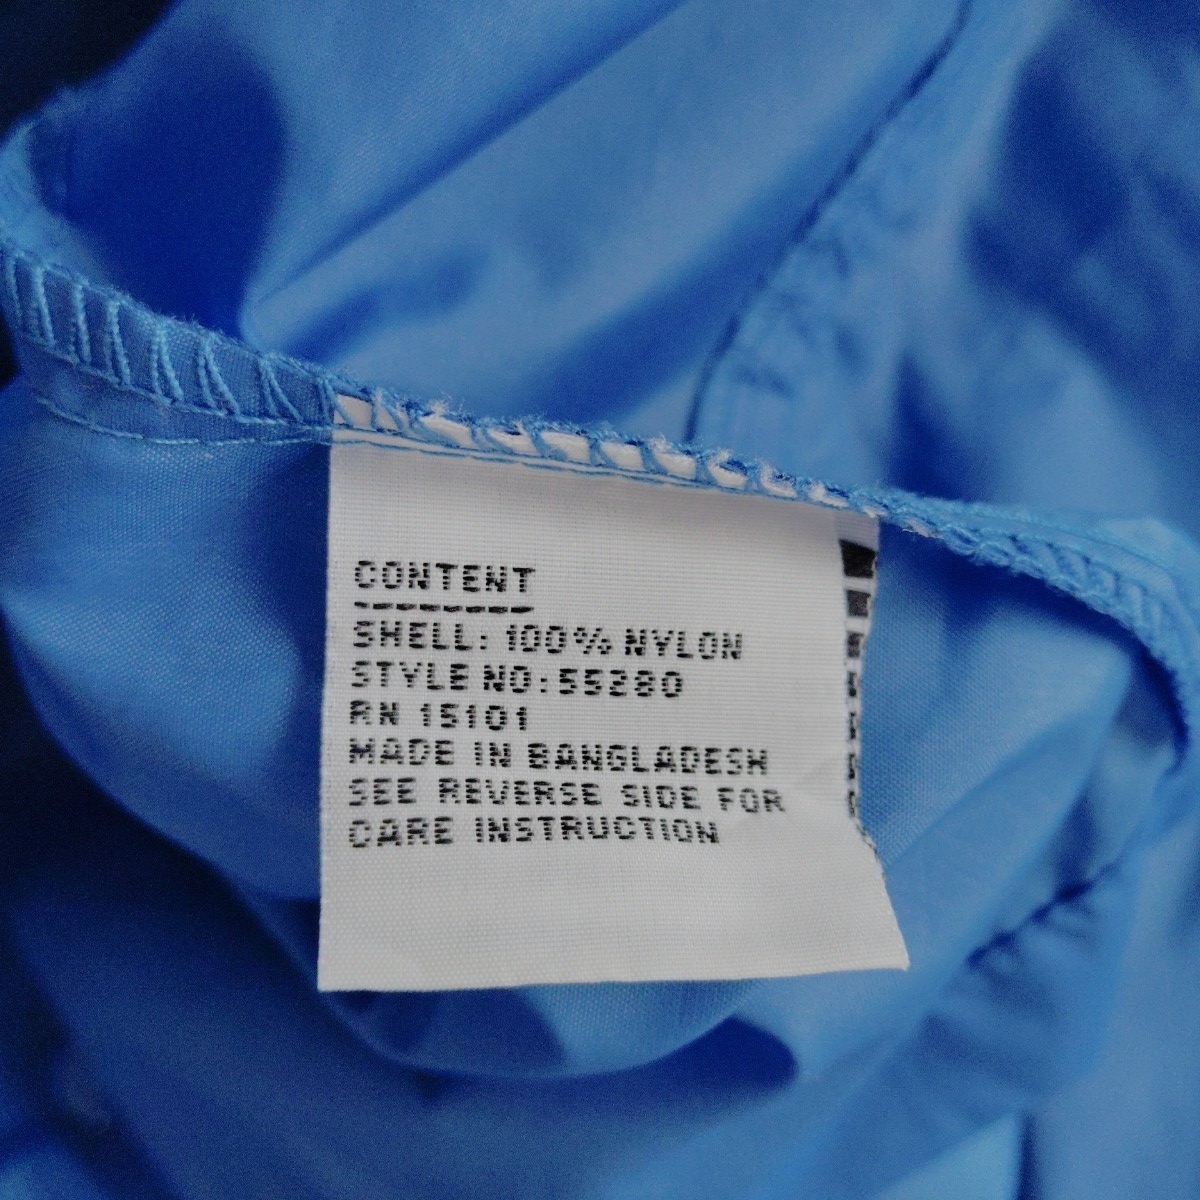 CONTENT
---------
SHELL: 100% NYLON
STYLE NO:55280
RN 15101
MADE IN BANGLADESH
SEE REVERSE SIDE FOR
CARE INSTRUCTION